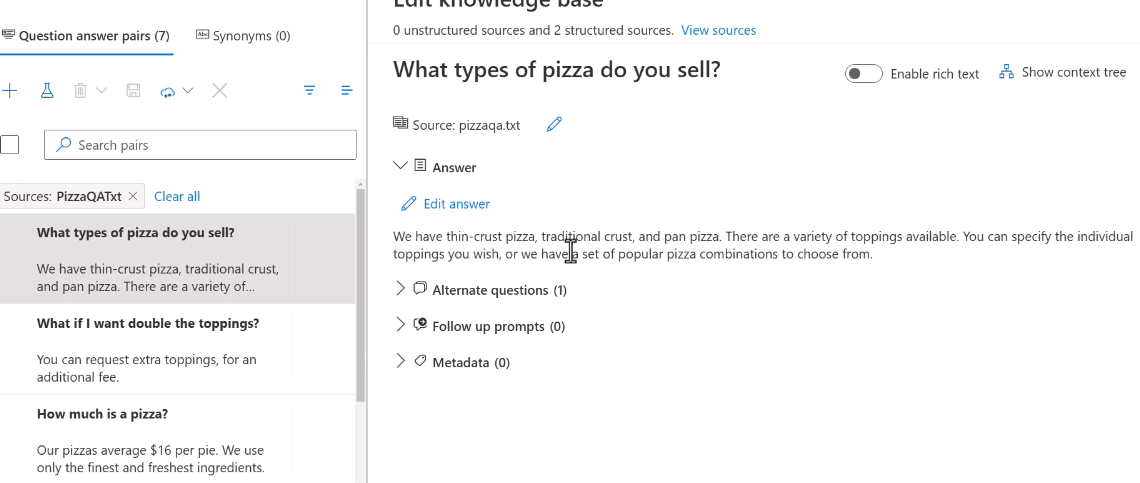 Edit knowledge base
Question answer pairs (7)
Abc
Synonyms (0)
0 unstructured sources and 2 structured sources. View sources
What types of pizza do you sell?
Enable rich text
Show context tree
Search pairs
Source: pizzaqa.txt
Answer
Sources: PizzaQATxt
Clear all
Edit answer
What types of pizza do you sell?
We have thin-crust pizza, traditional crust,
and pan pizza. There are a variety of...
We have thin-crust pizza, traditional crust, and pan pizza. There are a variety of toppings available. You can specify the individual
toppings you wish, or we have a set of popular pizza combinations to choose from.
Alternate questions (1)
Follow up prompts (0)
Metadata (0)
What if I want double the toppings?
You can request extra toppings, for an
additional fee.
How much is a pizza?
Our pizzas average $16 per pie. We use
only the finest and freshest ingredients.